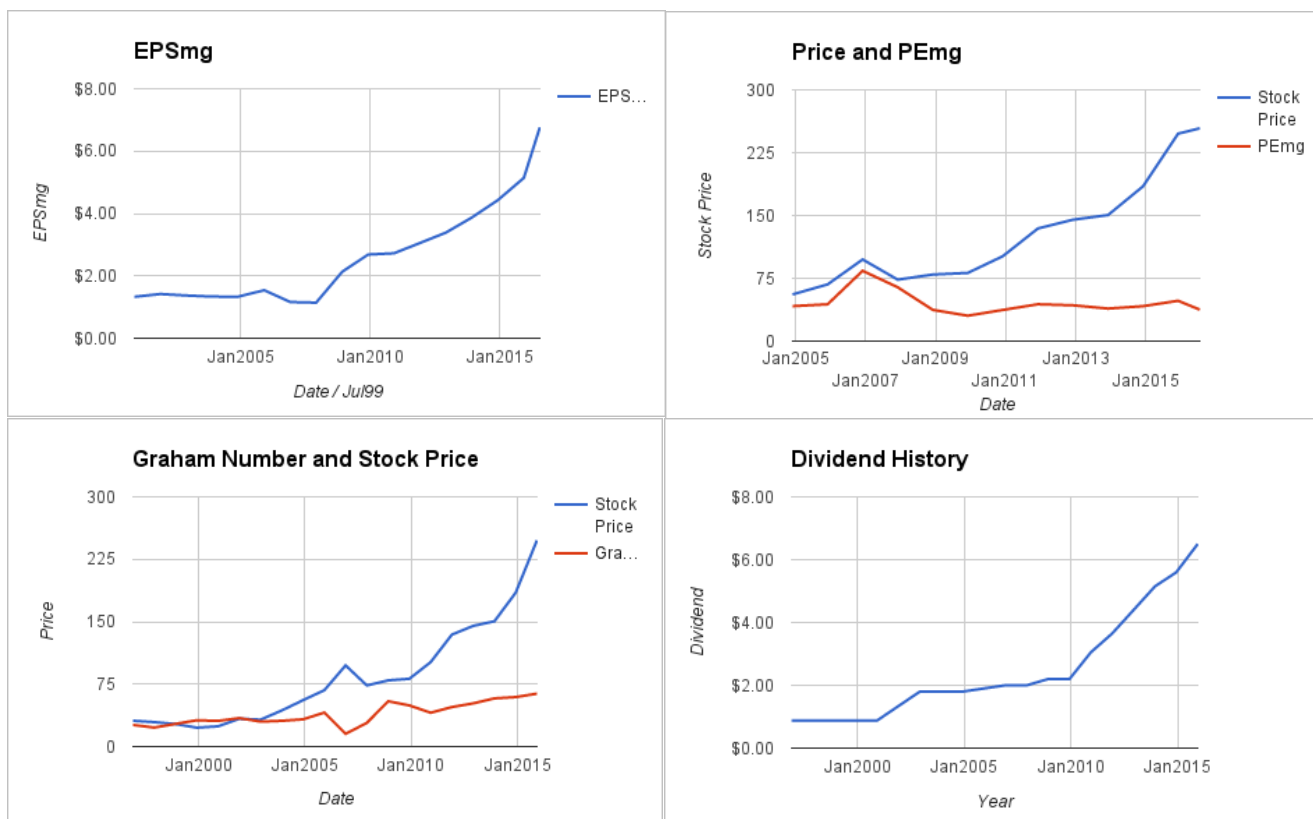 EPSmg
$8.00
$6.00
$4.00
$2.00
$0.00
EPSmg
Jan2005
Jan2010
Jan2015
Date / Jul99
EPS...
Price and PEmg
300
225
150
75
0
Stock Price
Jan2005
Jan2009
Jan2013
Jan2007
Jan2011
Jan2015
Date
Stock
Price
PEmg
Graham Number and Stock Price
300
225
150
75
0
Price
Jan2000
Jan2005
Jan2010
Jan2015
Date
Stock
Price
Gra...
Dividend History
$8.00
$6.00
$4.00
$2.00
$0.00
Dividend
Jan2000
Jan2005
Jan2010
Jan2015
Year